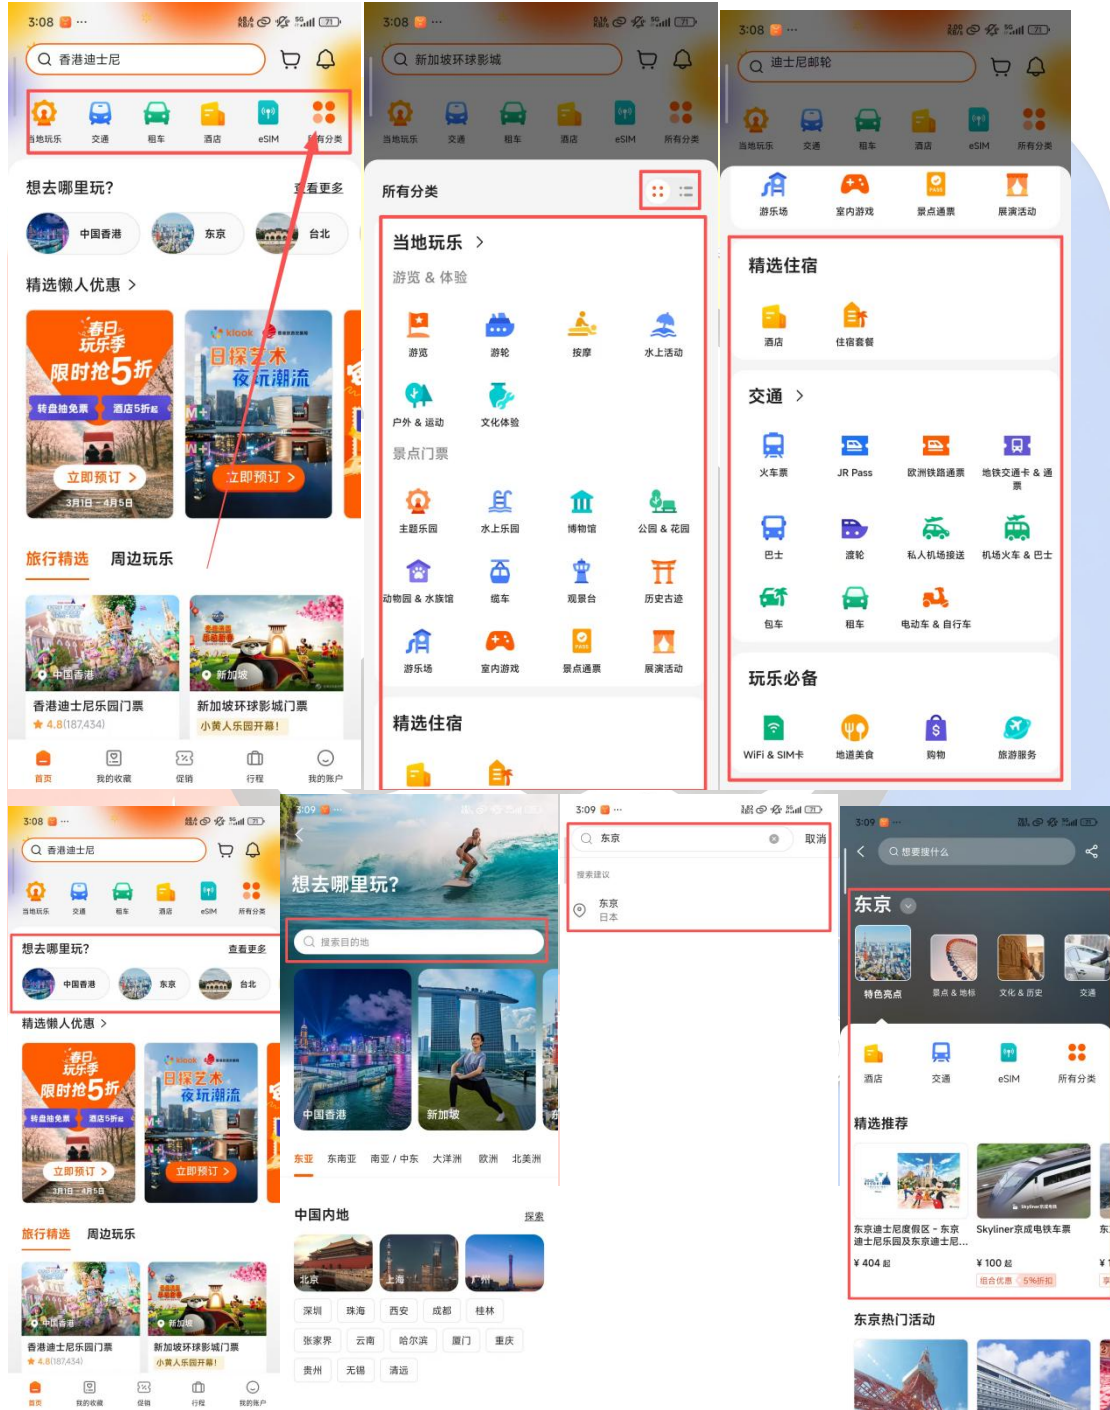 3:08 ···
71
香港迪士尼
当地玩乐 交通 租车 酒店 eSIM 所有分类
想去哪里玩? 查看更多
中国香港 东京 台北
精选懒人优惠 >
春日
玩乐季
限时抢5折
转盘抽免票 酒店5折起
立即预订 >
3月1日 - 4月5日
klook
日探艺术
夜玩潮流
M+
立即预订 >
旅行精选 周边玩乐
中国香港
新加坡
香港迪士尼乐园门票
4.8(187,434)
新加坡环球影城门票
小黄人乐园开幕!
首页 我的收藏 促销 行程 我的账户
3:08 ···
71
新加坡环球影城
当地玩乐 交通 租车 酒店 eSIM 所有分类
所有分类
当地玩乐 >
游览 & 体验
游览 游轮 按摩 水上活动
户外 & 运动 文化体验
景点门票
主题乐园 水上乐园 博物馆 公园 & 花园
动物园 & 水族馆 缆车 观景台 历史古迹
游乐场 室内游戏 景点通票 展演活动
精选住宿
3:08 ···
71
迪士尼邮轮
当地玩乐 交通 租车 酒店 eSIM 所有分类
游乐场 室内游戏 景点通票 展演活动
精选住宿
酒店 住宿套餐
交通 >
火车票 JR Pass 欧洲铁路通票 地铁交通卡 & 通
票
巴士 渡轮 私人机场接送 机场火车 & 巴士
包车 租车 电动车 & 自行车
玩乐必备
WiFi & SIM卡 地道美食 购物 旅游服务
3:08 ···
71
香港迪士尼
当地玩乐 交通 租车 酒店 eSIM 所有分类
想去哪里玩? 查看更多
中国香港 东京 台北
精选懒人优惠 >
春日
玩乐季
限时抢5折
转盘抽免票 酒店5折起
立即预订 >
3月1日 - 4月5日
klook
日探艺术
夜玩潮流
M+
立即预订 >
旅行精选 周边玩乐
中国香港
新加坡
香港迪士尼乐园门票
4.8(187,434)
新加坡环球影城门票
小黄人乐园开幕!
首页 我的收藏 促销 行程 我的账户
3:09 ···
71
想去哪里玩?
搜索目的地
中国香港
新加坡
东亚 东南亚 南亚 / 中东 大洋洲 欧洲 北美洲
中国内地 探索
北京 上海 广州
深圳 珠海 西安 成都 桂林
张家界 云南 哈尔滨 厦门 重庆
贵州 无锡 清远
3:09 ···
71
东京 取消
搜索建议
东京
日本
3:09 ···
71
想要搜什么
东京
特色亮点 景点 & 地标 文化 & 历史 交通
酒店 交通 eSIM 所有分类
精选推荐
Skyliner京成电铁
东京迪士尼度假区 - 东京
迪士尼乐园及东京迪士尼...
¥ 404 起
Skyliner京成电铁车票
¥ 100 起
组合优惠 5%折扣
东京热门活动